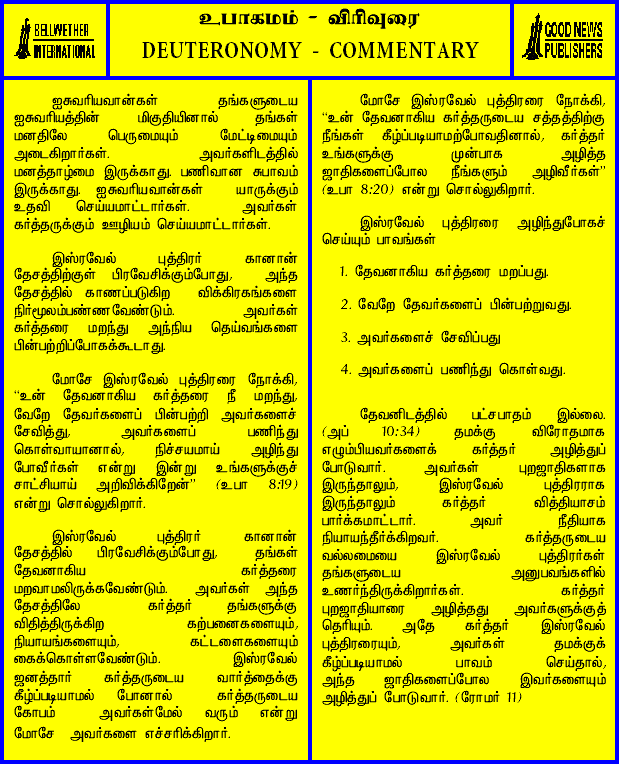 BELLWETHER
INTERNATIONAL
உபாகமம் - விரிவுரை
DEUTERONOMY - COMMENTARY
GOOD NEWS
PUBLISHERS
ஐசுவரியவான்கள் தங்களுடைய
ஐசுவரியத்தின் மிகுதியினால் தங்கள்
மனதிலே பெருமையும் மேட்டிமையும்
அடைகிறார்கள். அவர்களிடத்தில்
மனத்தாழ்மை இருக்காது. பணிவான சுபாவம்
இருக்காது. ஐசுவரியவான்கள் யாருக்கும்
உதவி செய்யமாட்டார்கள். அவர்கள்
கர்த்தருக்கும் ஊழியம் செய்யமாட்டார்கள்.
இஸ்ரவேல் புத்திரர் கானான்
தேசத்திற்குள் பிரவேசிக்கும்போது, அந்த
தேசத்தில் காணப்படுகிற விக்கிரகங்களை
நிர்மூலம்பண்ணவேண்டும். அவர்கள்
கர்த்தரை மறந்து அந்நிய தெய்வங்களை
பின்பற்றிப்போகக்கூடாது.
மோசே இஸ்ரவேல் புத்திரரை நோக்கி,
“உன் தேவனாகிய கர்த்தரை நீ மறந்து,
வேறே தேவர்களைப் பின்பற்றி அவர்களைச்
சேவித்து, அவர்களைப் பணிந்து
கொள்வாயானால், நிச்சயமாய் அழிந்து
போவீர்கள் என்று இன்று உங்களுக்குச்
சாட்சியாய் அறிவிக்கிறேன்” (உபா 8:19)
என்று சொல்லுகிறார்.
இஸ்ரவேல் புத்திரர் கானான்
தேசத்தில் பிரவேசிக்கும்போது, தங்கள்
தேவனாகிய கர்த்தரை
மறவாமலிருக்கவேண்டும். அவர்கள் அந்த
தேசத்திலே கர்த்தர் தங்களுக்கு
விதித்திருக்கிற கற்பனைகளையும்,
நியாயங்களையும், கட்டளைகளையும்
கைக்கொள்ளவேண்டும். இஸ்ரவேல்
ஜனத்தார் கர்த்தருடைய வார்த்தைக்கு
கீழ்ப்படியாமல் போனால் கர்த்தருடைய
கோபம் அவர்கள்மேல் வரும் என்று
மோசே அவர்களை எச்சரிக்கிறார்.
மோசே இஸ்ரவேல் புத்திரரை நோக்கி,
“உன் தேவனாகிய கர்த்தருடைய சத்தத்திற்கு
நீங்கள் கீழ்ப்படியாமற்போவதினால், கர்த்தர்
உங்களுக்கு முன்பாக அழித்த
ஜாதிகளைப்போல நீங்களும் அழிவீர்கள்”
(உபா 8:20) என்று சொல்லுகிறார்.
இஸ்ரவேல் புத்திரரை அழிந்துபோகச்
செய்யும் பாவங்கள்
1. தேவனாகிய கர்த்தரை மறப்பது.
2. வேறே தேவர்களைப் பின்பற்றுவது.
3. அவர்களைச் சேவிப்பது
4. அவர்களைப் பணிந்து கொள்வது.
தேவனிடத்தில் பட்சபாதம் இல்லை.
(அப் 10:34) தமக்கு விரோதமாக
எழும்பியவர்களைக் கர்த்தர் அழித்துப்
போடுவார். அவர்கள் புறஜாதிகளாக
இருந்தாலும், இஸ்ரவேல் புத்திரராக
இருந்தாலும் கர்த்தர் வித்தியாசம்
பார்க்கமாட்டார். அவர் நீதியாக
நியாயந்தீர்க்கிறவர். கர்த்தருடைய
வல்லமையை இஸ்ரவேல் புத்திரர்கள்
தங்களுடைய அனுபவங்களில்
உணர்ந்திருக்கிறார்கள். கர்த்தர்
புறஜாதியாரை அழித்தது அவர்களுக்குத்
தெரியும். அதே கர்த்தர் இஸ்ரவேல்
புத்திரரையும், அவர்கள் தமக்குக்
கீழ்ப்படியாமல் பாவம் செய்தால்,
அந்த ஜாதிகளைப்போல இவர்களையும்
அழித்துப் போடுவார். (ரோமர் 11)